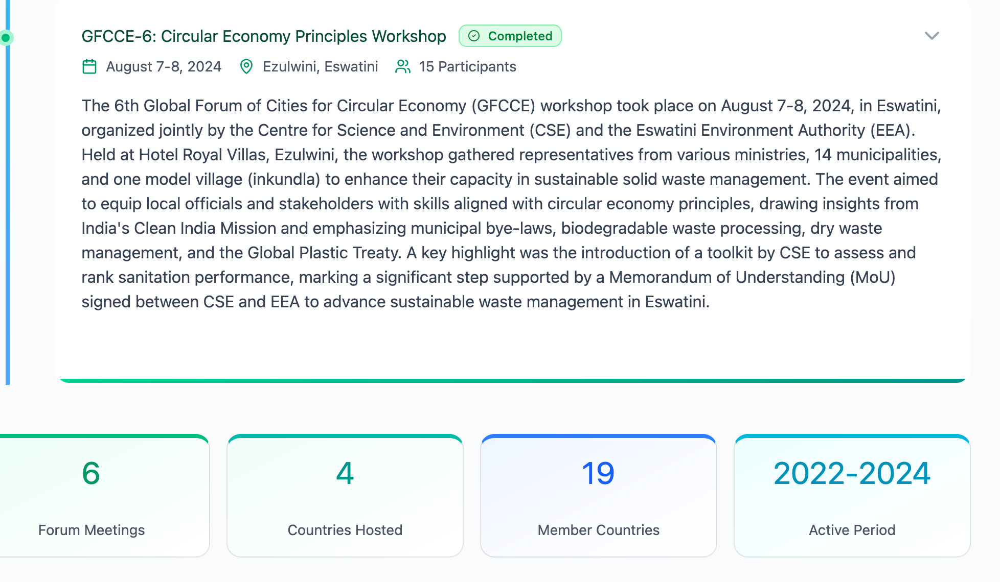 GFCCE-6: Circular Economy Principles Workshop
Completed
August 7-8, 2024
Ezulwini, Eswatini
15 Participants
The 6th Global Forum of Cities for Circular Economy (GFCCE) workshop took place on August 7-8, 2024, in Eswatini,
organized jointly by the Centre for Science and Environment (CSE) and the Eswatini Environment Authority (EEA).
Held at Hotel Royal Villas, Ezulwini, the workshop gathered representatives from various ministries, 14 municipalities,
and one model village (inkundla) to enhance their capacity in sustainable solid waste management. The event aimed
to equip local officials and stakeholders with skills aligned with circular economy principles, drawing insights from
India's Clean India Mission and emphasizing municipal bye-laws, biodegradable waste processing, dry waste
management, and the Global Plastic Treaty. A key highlight was the introduction of a toolkit by CSE to assess and
rank sanitation performance, marking a significant step supported by a Memorandum of Understanding (MoU)
signed between CSE and EEA to advance sustainable waste management in Eswatini.
6
Forum Meetings
4
Countries Hosted
19
Member Countries
2022-2024
Active Period